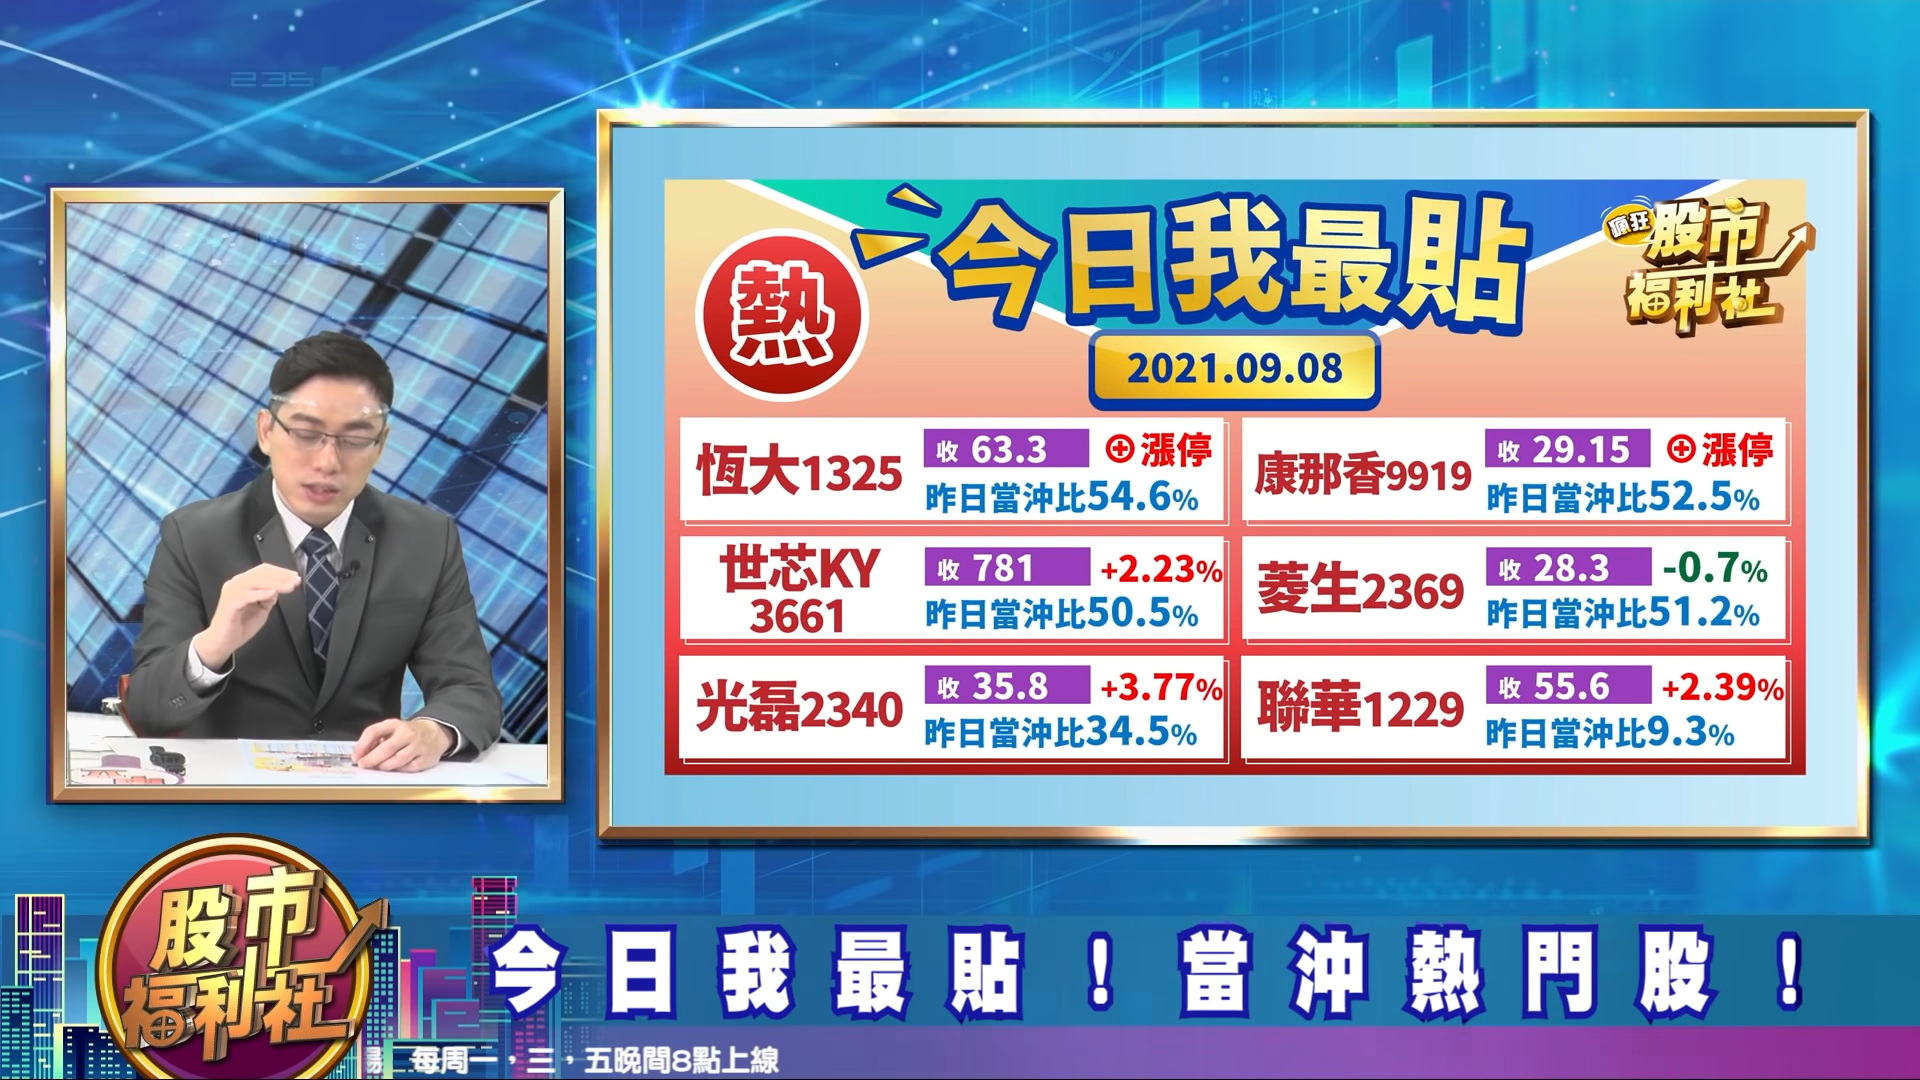 今日我最貼
熱
瘋狂
股市
福利社
2021.09.08
恆大1325
收 63.3
漲停
昨日當沖比54.6%
康那香9919
收 29.15
漲停
昨日當沖比52.5%
世芯KY
3661
收 781
+2.23%
昨日當沖比50.5%
菱生2369
收 28.3
-0.7%
昨日當沖比51.2%
光磊2340
收 35.8
+3.77%
昨日當沖比34.5%
聯華1229
收 55.6
+2.39%
昨日當沖比9.3%
股市
福利社
今日我最貼！當沖熱門股！
每周一，三，五晚間8點上線